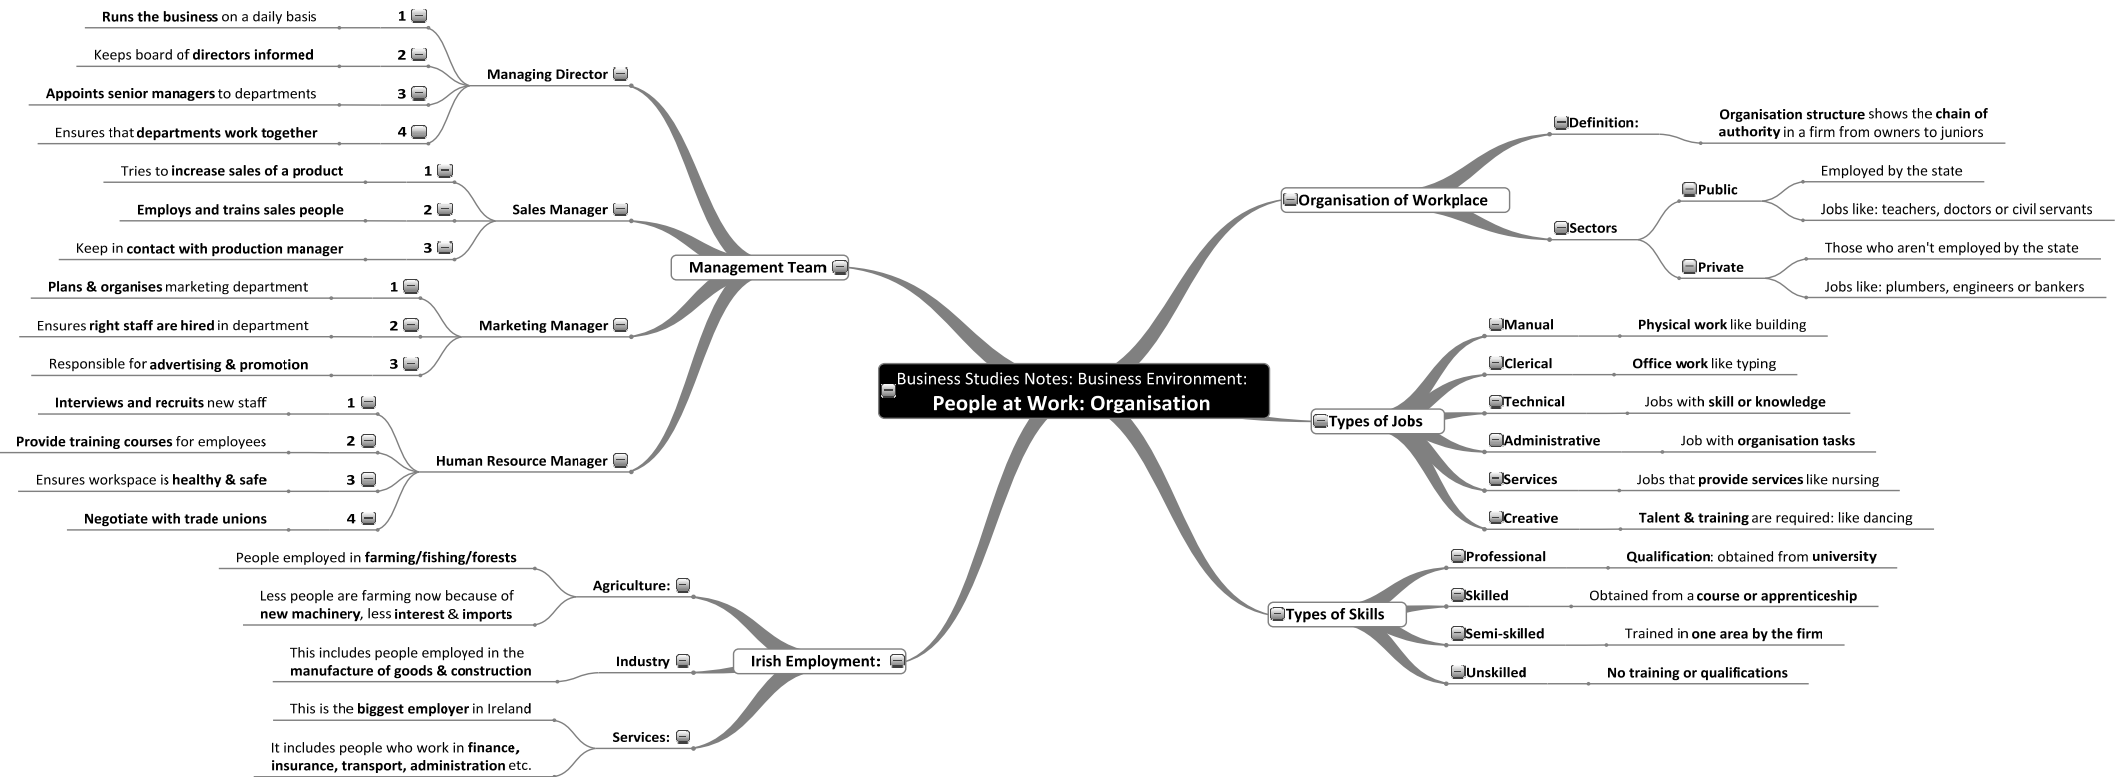 Business Studies Notes: Business Environment:
People at Work: Organisation
Management Team
Managing Director
1
Runs the business on a daily basis
2
Keeps board of directors informed
3
Appoints senior managers to departments
4
Ensures that departments work together
Sales Manager
1
Tries to increase sales of a product
2
Employs and trains sales people
3
Keep in contact with production manager
Marketing Manager
1
Plans & organises marketing department
2
Ensures right staff are hired in department
3
Responsible for advertising & promotion
Human Resource Manager
1
Interviews and recruits new staff
2
Provide training courses for employees
3
Ensures workspace is healthy & safe
4
Negotiate with trade unions
Irish Employment:
Agriculture:
People employed in farming/fishing/forests
Less people are farming now because of
new machinery, less interest & imports
Industry
This includes people employed in the
manufacture of goods & construction
Services:
This is the biggest employer in Ireland
It includes people who work in finance,
insurance, transport, administration etc.
Organisation of Workplace
Definition:
Organisation structure shows the chain of
authority in a firm from owners to juniors
Sectors
Public
Employed by the state
Jobs like: teachers, doctors or civil servants
Private
Those who aren't employed by the state
Jobs like: plumbers, engineers or bankers
Types of Jobs
Manual
Physical work like building
Clerical
Office work like typing
Technical
Jobs with skill or knowledge
Administrative
Job with organisation tasks
Services
Jobs that provide services like nursing
Creative
Talent & training are required: like dancing
Types of Skills
Professional
Qualification: obtained from university
Skilled
Obtained from a course or apprenticeship
Semi-skilled
Trained in one area by the firm
Unskilled
No training or qualifications